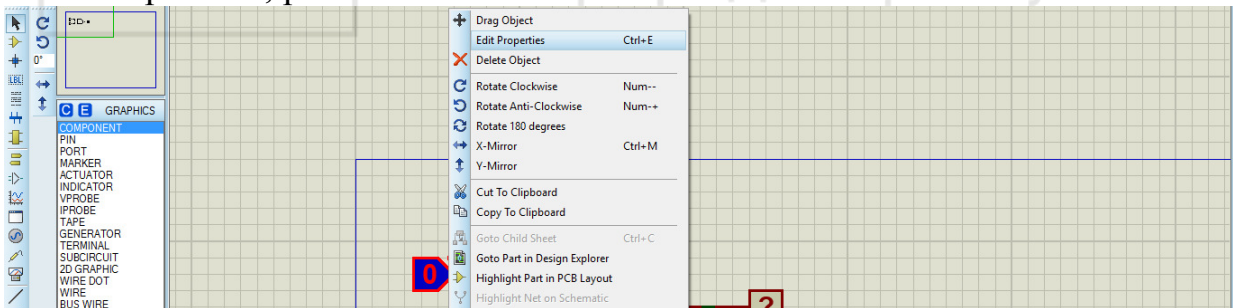 Drag Object
Edit Properties Ctrl+E
0°
Delete Object
LBL
Rotate Clockwise Num--
C E GRAPHICS
Rotate Anti-Clockwise Num-+
COMPONENT
Rotate 180 degrees
PIN
PORT
X-Mirror Ctrl+M
MARKER
Y-Mirror
ACTUATOR
INDICATOR
VPROBE
Cut To Clipboard
IPROBE
Copy To Clipboard
TAPE
GENERATOR
Goto Child Sheet Ctrl+C
TERMINAL
SUBCIRCUIT
Goto Part in Design Explorer
2D GRAPHIC
0
Highlight Part in PCB Layout
WIRE DOT
WIRE
Highlight Net on Schematic
?
BUS WIRE